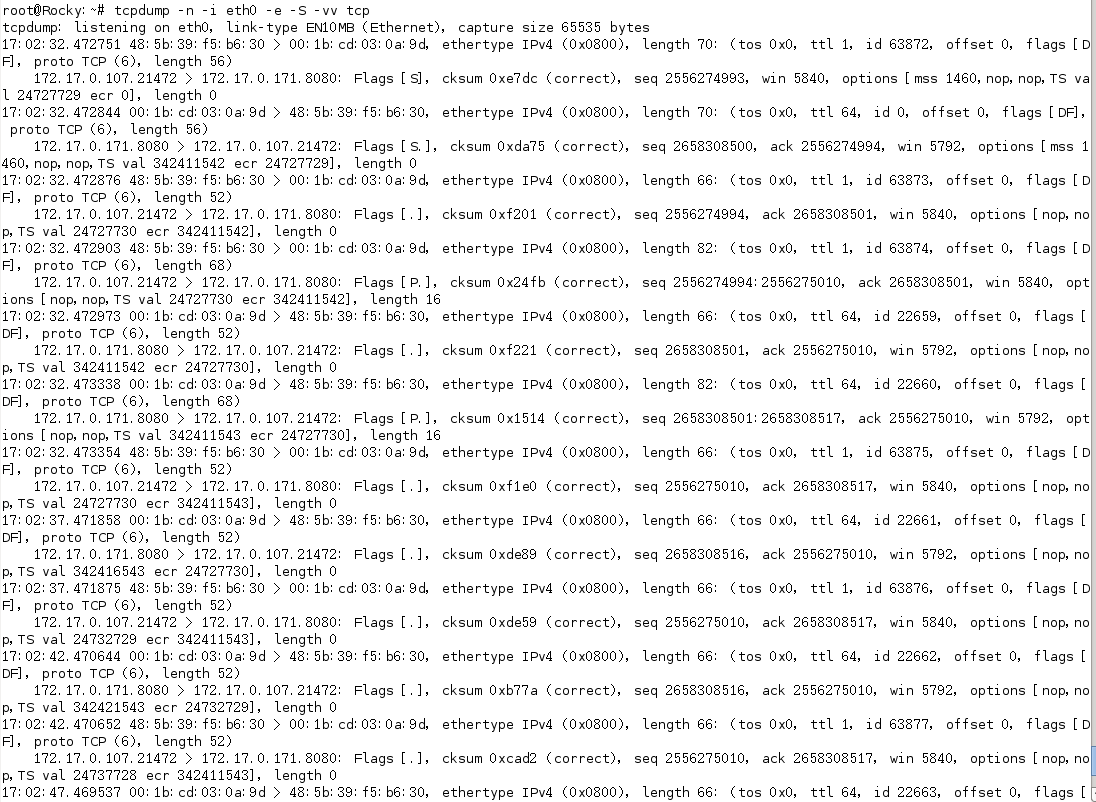 root@Rocky:~# tcpdump -n -i eth0 -e -S -vv tcp
tcpdump: listening on eth0, link-type EN10MB (Ethernet), capture size 65535 bytes
17:02:32.472751 48:5b:39:f5:b6:30 > 00:1b:cd:03:0a:9d, ethertype IPv4 (0x0800), length 70: (tos 0x0, ttl 1, id 63872, offset 0, flags [D
F], proto TCP (6), length 56)
    172.17.0.107.21472 > 172.17.0.171.8080: Flags [S], cksum 0xe7dc (correct), seq 2556274993, win 5840, options [mss 1460,nop,nop,TS va
l 24727729 ecr 0], length 0
17:02:32.472844 00:1b:cd:03:0a:9d > 48:5b:39:f5:b6:30, ethertype IPv4 (0x0800), length 70: (tos 0x0, ttl 64, id 0, offset 0, flags [DF],
 proto TCP (6), length 56)
    172.17.0.171.8080 > 172.17.0.107.21472: Flags [S.], cksum 0xda75 (correct), seq 2658308500, ack 2556274994, win 5792, options [mss 1
460,nop,nop,TS val 342411542 ecr 24727729], length 0
17:02:32.472876 48:5b:39:f5:b6:30 > 00:1b:cd:03:0a:9d, ethertype IPv4 (0x0800), length 66: (tos 0x0, ttl 1, id 63873, offset 0, flags [D
F], proto TCP (6), length 52)
    172.17.0.107.21472 > 172.17.0.171.8080: Flags [.], cksum 0xf201 (correct), seq 2556274994, ack 2658308501, win 5840, options [nop,no
p,TS val 24727730 ecr 342411542], length 0
17:02:32.472903 48:5b:39:f5:b6:30 > 00:1b:cd:03:0a:9d, ethertype IPv4 (0x0800), length 82: (tos 0x0, ttl 1, id 63874, offset 0, flags [D
F], proto TCP (6), length 68)
    172.17.0.107.21472 > 172.17.0.171.8080: Flags [P.], cksum 0x24fb (correct), seq 2556274994:2556275010, ack 2658308501, win 5840, opt
ions [nop,nop,TS val 24727730 ecr 342411542], length 16
17:02:32.472973 00:1b:cd:03:0a:9d > 48:5b:39:f5:b6:30, ethertype IPv4 (0x0800), length 66: (tos 0x0, ttl 64, id 22659, offset 0, flags [
DF], proto TCP (6), length 52)
    172.17.0.171.8080 > 172.17.0.107.21472: Flags [.], cksum 0xf221 (correct), seq 2658308501, ack 2556275010, win 5792, options [nop,no
p,TS val 342411542 ecr 24727730], length 0
17:02:32.473338 00:1b:cd:03:0a:9d > 48:5b:39:f5:b6:30, ethertype IPv4 (0x0800), length 82: (tos 0x0, ttl 64, id 22660, offset 0, flags [
DF], proto TCP (6), length 68)
    172.17.0.171.8080 > 172.17.0.107.21472: Flags [P.], cksum 0x1514 (correct), seq 2658308501:2658308517, ack 2556275010, win 5792, opt
ions [nop,nop,TS val 342411543 ecr 24727730], length 16
17:02:32.473354 48:5b:39:f5:b6:30 > 00:1b:cd:03:0a:9d, ethertype IPv4 (0x0800), length 66: (tos 0x0, ttl 1, id 63875, offset 0, flags [D
F], proto TCP (6), length 52)
    172.17.0.107.21472 > 172.17.0.171.8080: Flags [.], cksum 0xf1e0 (correct), seq 2556275010, ack 2658308517, win 5840, options [nop,no
p,TS val 24727730 ecr 342411543], length 0
17:02:37.471858 00:1b:cd:03:0a:9d > 48:5b:39:f5:b6:30, ethertype IPv4 (0x0800), length 66: (tos 0x0, ttl 64, id 22661, offset 0, flags [
DF], proto TCP (6), length 52)
    172.17.0.171.8080 > 172.17.0.107.21472: Flags [.], cksum 0xde89 (correct), seq 2658308516, ack 2556275010, win 5792, options [nop,no
p,TS val 342416543 ecr 24727730], length 0
17:02:37.471875 48:5b:39:f5:b6:30 > 00:1b:cd:03:0a:9d, ethertype IPv4 (0x0800), length 66: (tos 0x0, ttl 1, id 63876, offset 0, flags [D
F], proto TCP (6), length 52)
    172.17.0.107.21472 > 172.17.0.171.8080: Flags [.], cksum 0xde59 (correct), seq 2556275010, ack 2658308517, win 5840, options [nop,no
p,TS val 24732729 ecr 342411543], length 0
17:02:42.470644 00:1b:cd:03:0a:9d > 48:5b:39:f5:b6:30, ethertype IPv4 (0x0800), length 66: (tos 0x0, ttl 64, id 22662, offset 0, flags [
DF], proto TCP (6), length 52)
    172.17.0.171.8080 > 172.17.0.107.21472: Flags [.], cksum 0xb77a (correct), seq 2658308516, ack 2556275010, win 5792, options [nop,no
p,TS val 342421543 ecr 24732729], length 0
17:02:42.470652 48:5b:39:f5:b6:30 > 00:1b:cd:03:0a:9d, ethertype IPv4 (0x0800), length 66: (tos 0x0, ttl 1, id 63877, offset 0, flags [D
F], proto TCP (6), length 52)
    172.17.0.107.21472 > 172.17.0.171.8080: Flags [.], cksum 0xcad2 (correct), seq 2556275010, ack 2658308517, win 5840, options [nop,no
p,TS val 24737728 ecr 342411543], length 0
17:02:47.469537 00:1b:cd:03:0a:9d > 48:5b:39:f5:b6:30, ethertype IPv4 (0x0800), length 66: (tos 0x0, ttl 64, id 22663, offset 0, flags [